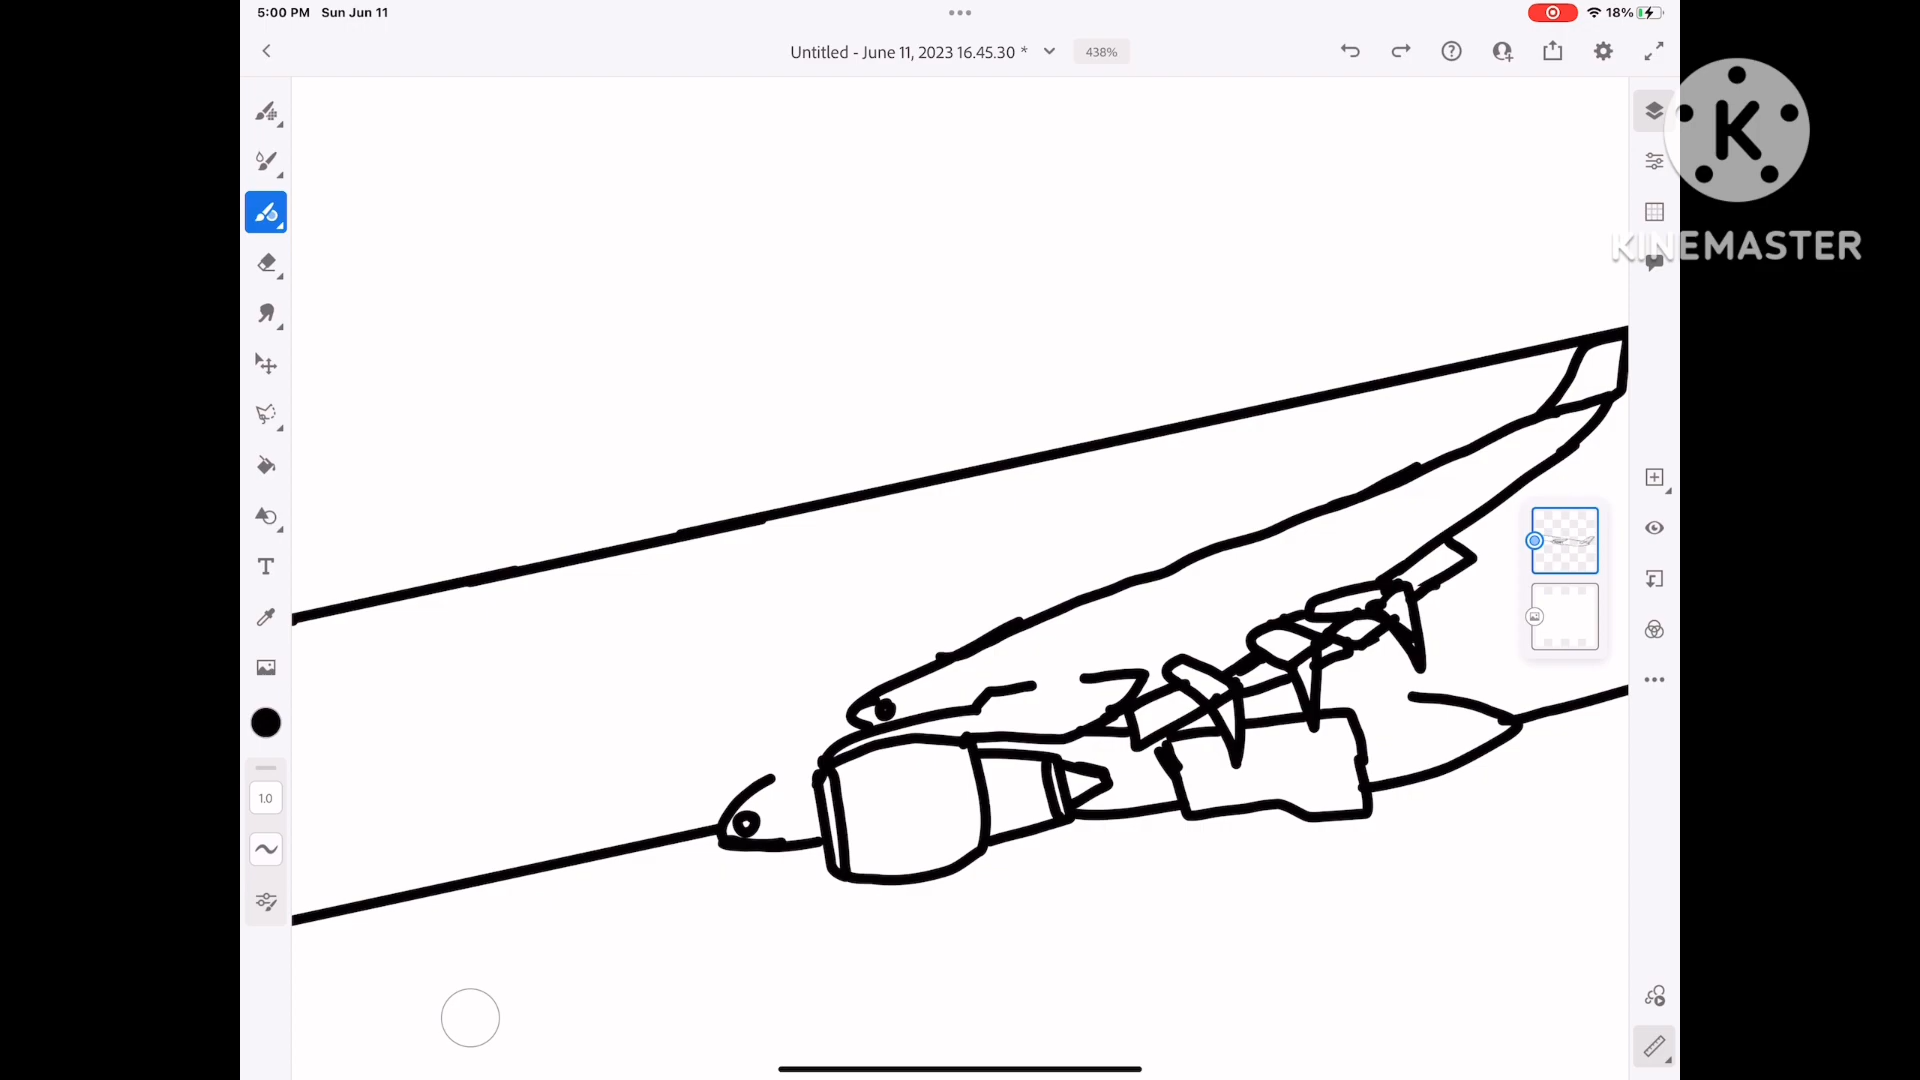 5:00 PM Sun Jun 11
18%
Untitled - June 11, 2023 16.45.30 *
438%
K
KINEMASTER
T
1.0